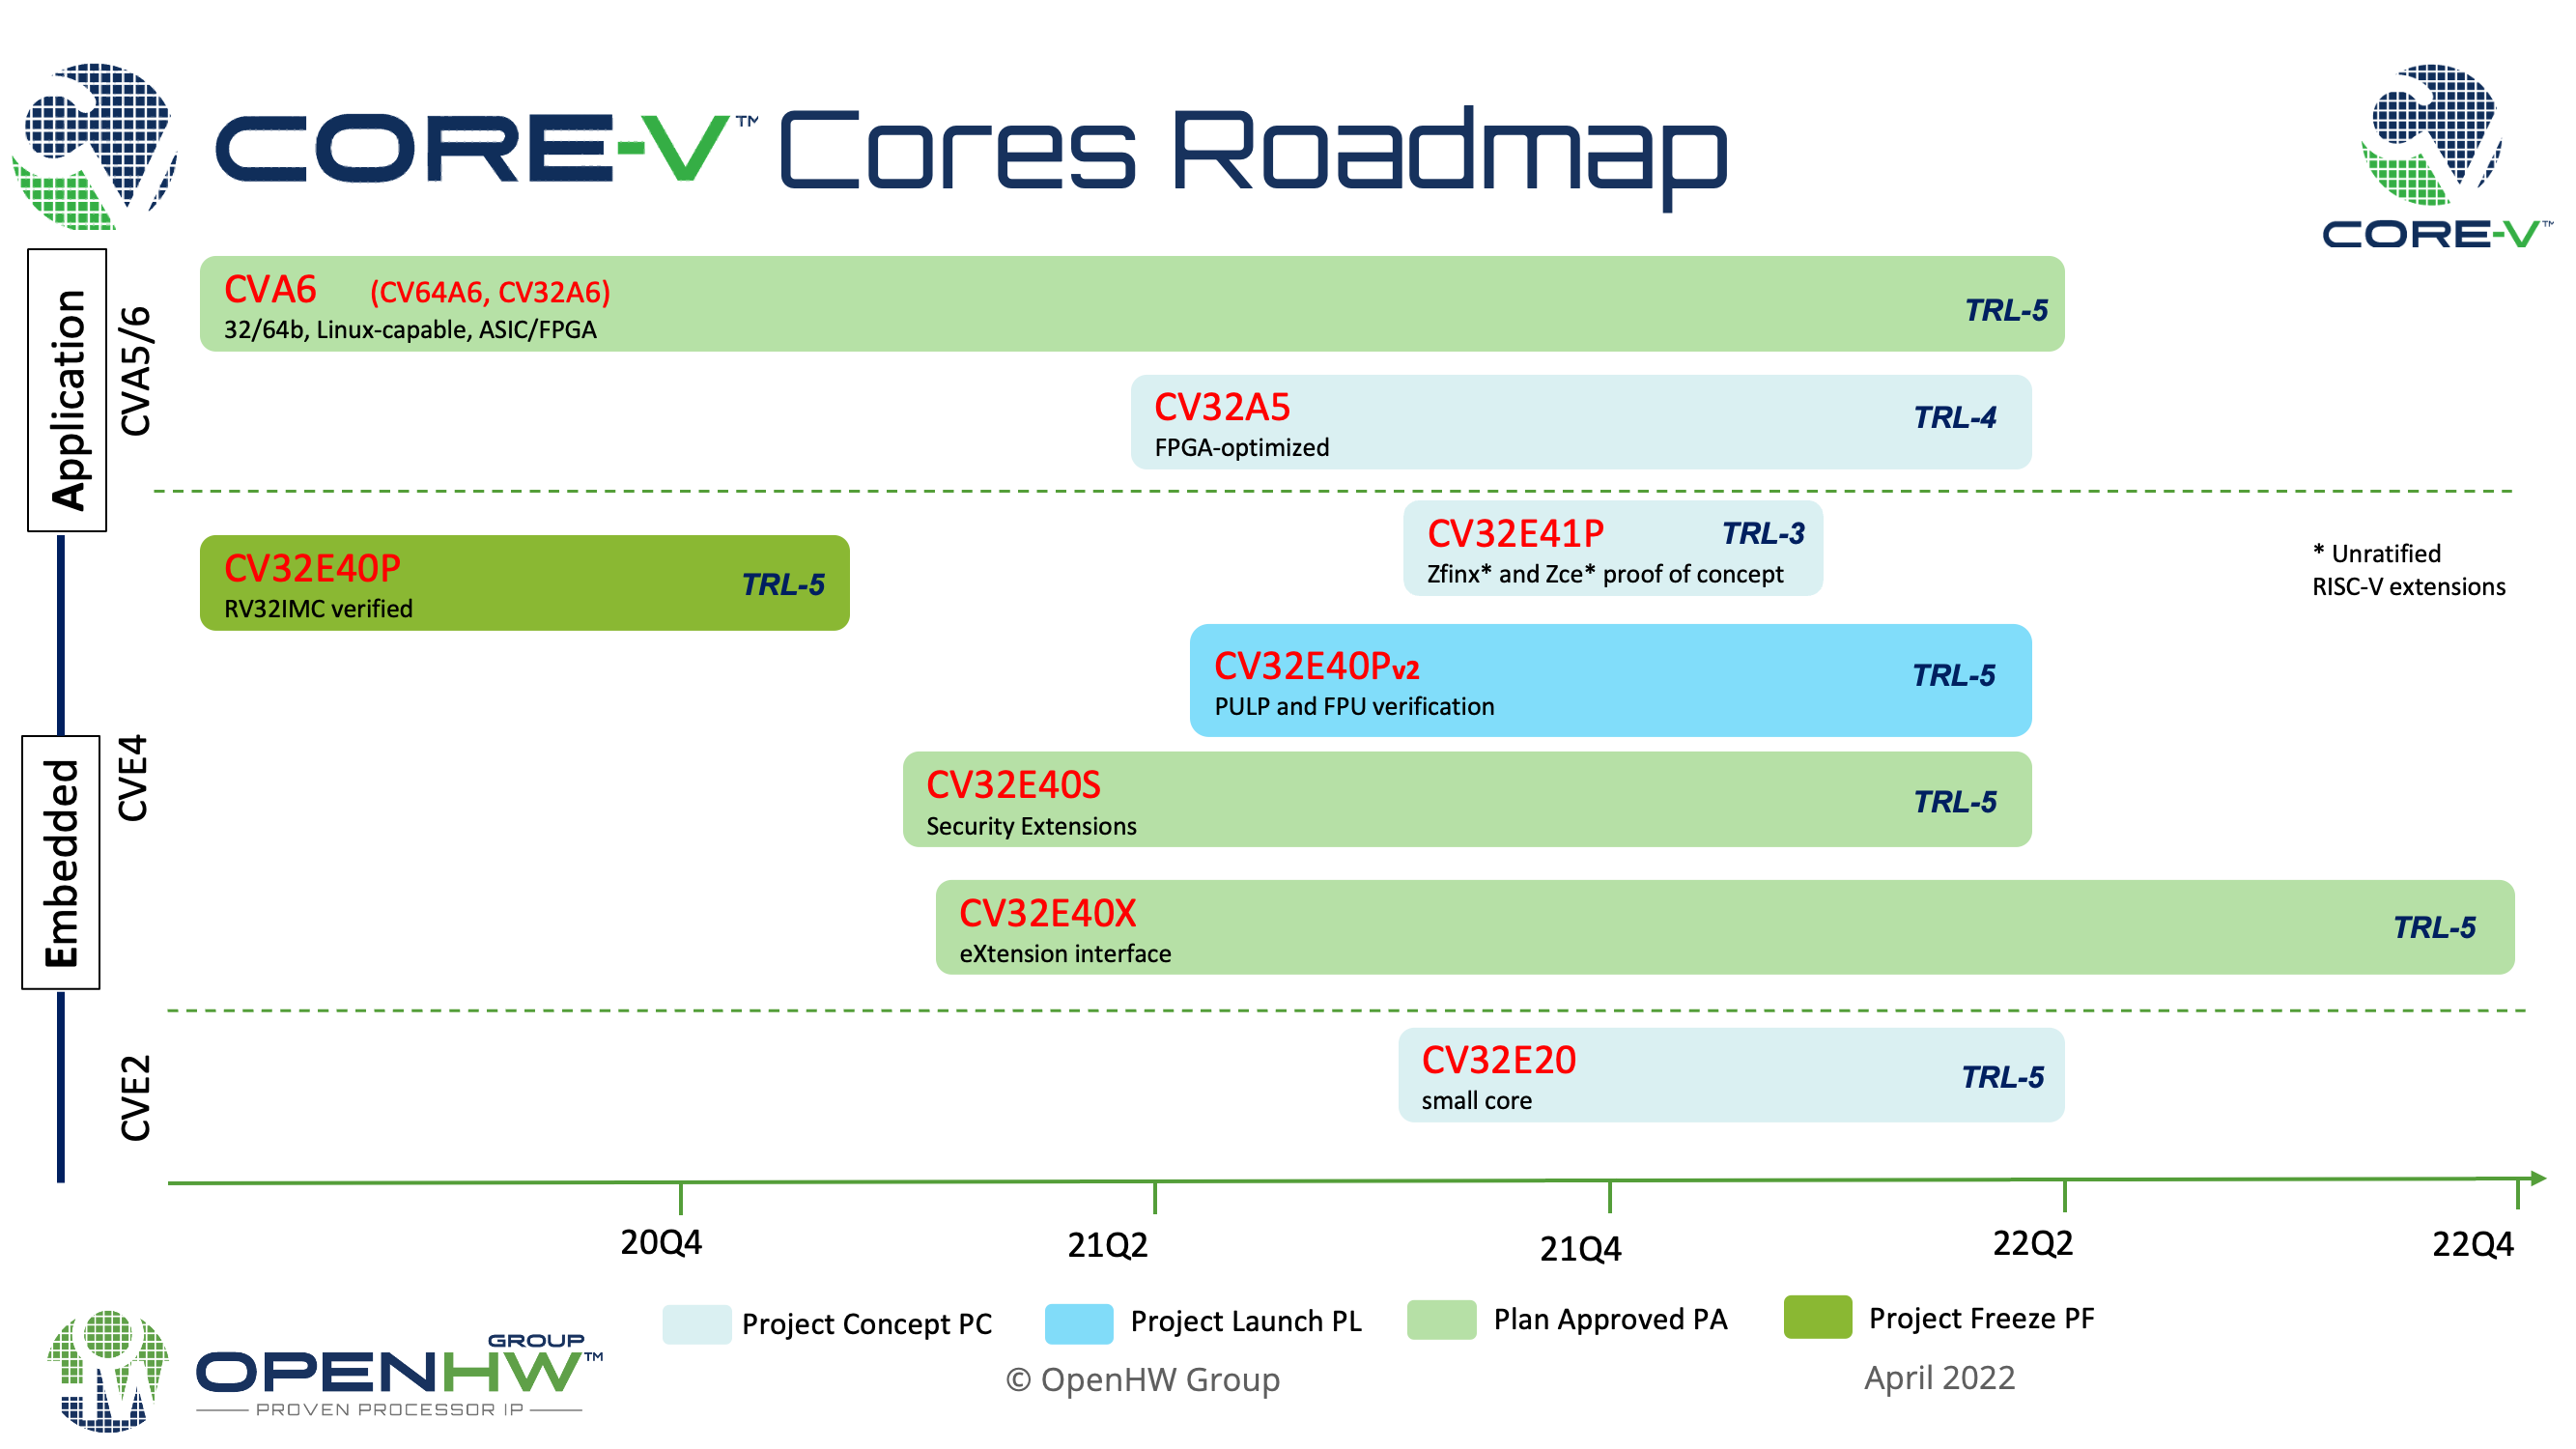 CORE-V™ Cores Roadmap
CORE-V™
Application
CVA5/6
CVA6 (CV64A6, CV32A6)
32/64b, Linux-capable, ASIC/FPGA
TRL-5
CV32A5
FPGA-optimized
TRL-4
Embedded
CVE4
CV32E41P
TRL-3
Zfinx* and Zce* proof of concept
* Unratified
RISC-V extensions
CV32E40P
RV32IMC verified
TRL-5
CV32E40Pv2
PULP and FPU verification
TRL-5
CV32E40S
Security Extensions
TRL-5
CV32E40X
eXtension interface
TRL-5
CVE2
CV32E20
small core
TRL-5
20Q4
21Q2
21Q4
22Q2
22Q4
Project Concept PC
Project Launch PL
Plan Approved PA
Project Freeze PF
OPENHW™
GROUP
PROVEN PROCESSOR IP
© OpenHW Group
April 2022